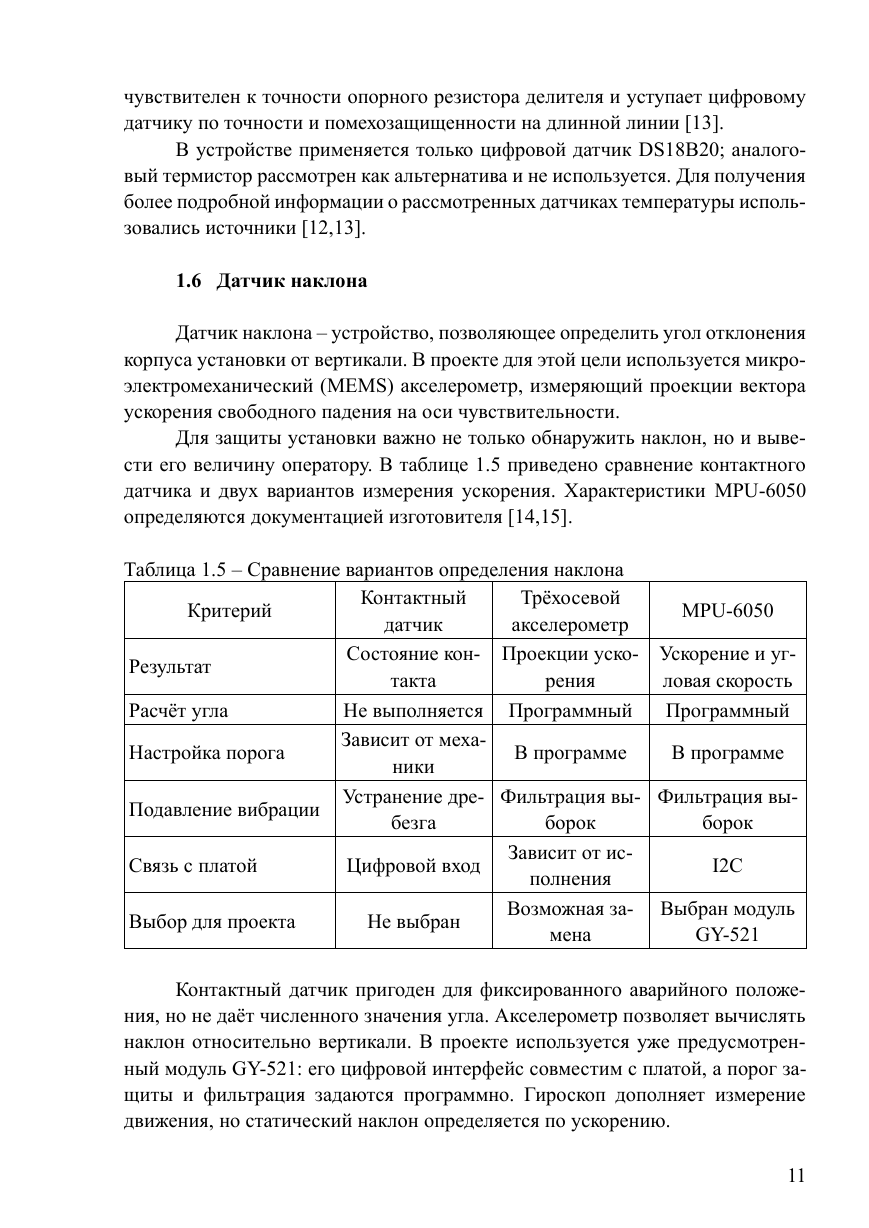 чувствителен к точности опорного резистора делителя и уступает цифровому
датчику по точности и помехозащищенности на длинной линии [13].
В устройстве применяется только цифровой датчик DS18B20; аналого-
вый термистор рассмотрен как альтернатива и не используется. Для получения
более подробной информации о рассмотренных датчиках температуры исполь-
зовались источники [12,13].
1.6 Датчик наклона
Датчик наклона – устройство, позволяющее определить угол отклонения
корпуса установки от вертикали. В проекте для этой цели используется микро-
электромеханический (MEMS) акселерометр, измеряющий проекции вектора
ускорения свободного падения на оси чувствительности.
Для защиты установки важно не только обнаружить наклон, но и выве-
сти его величину оператору. В таблице 1.5 приведено сравнение контактного
датчика и двух вариантов измерения ускорения. Характеристики MPU-6050
определяются документацией изготовителя [14,15].
Таблица 1.5 – Сравнение вариантов определения наклона
Критерий
Контактный
датчик
Трёхосевой
акселерометр
MPU-6050
Результат
Состояние кон-
такта
Проекции уско-
рения
Ускорение и уг-
ловая скорость
Расчёт угла
Не выполняется
Программный
Программный
Настройка порога
Зависит от меха-
ники
В программе
В программе
Подавление вибрации
Устранение дре-
безга
Фильтрация вы-
борок
Фильтрация вы-
борок
Связь с платой
Цифровой вход
Зависит от ис-
полнения
I2C
Выбор для проекта
Не выбран
Возможная за-
мена
Выбран модуль
GY-521
Контактный датчик пригоден для фиксированного аварийного положе-
ния, но не даёт численного значения угла. Акселерометр позволяет вычислять
наклон относительно вертикали. В проекте используется уже предусмотрен-
ный модуль GY-521: его цифровой интерфейс совместим с платой, а порог за-
щиты и фильтрация задаются программно. Гироскоп дополняет измерение
движения, но статический наклон определяется по ускорению.
11